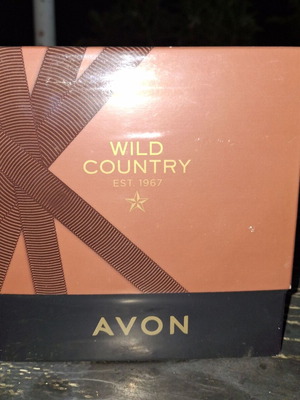 WILD
COUNTRY
EST. 1967
AVON